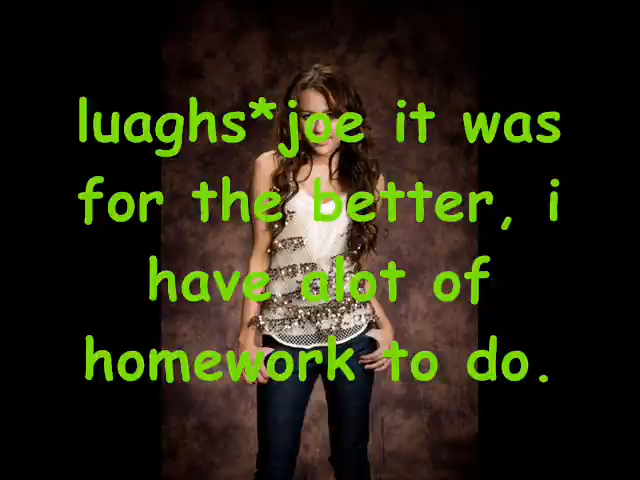 luaghs*joe it was
for the better, i
have alot of
homework to do.